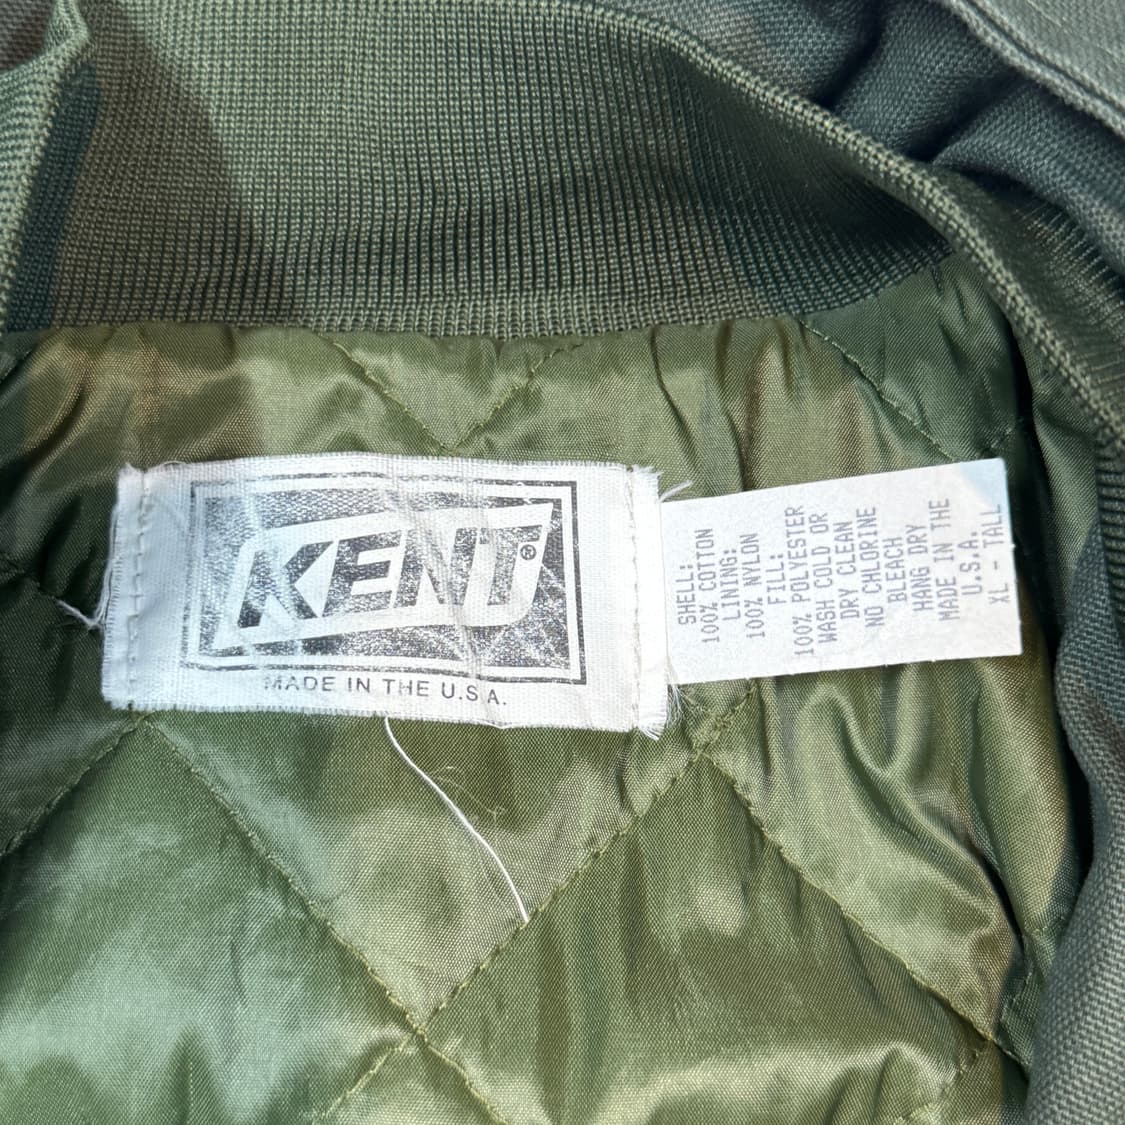 KENT®
MADE IN THE U.S.A.
SHELL:
100% COTTON
LINING:
100% NYLON
FILL:
100% POLYESTER
WASH COLD OR
DRY CLEAN
NO CHLORINE
BLEACH
HANG DRY
MADE IN THE
U.S.A.
XL - TALL